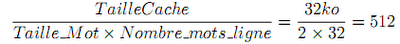 TailleCache / Taille_Mot × Nombre_mots_ligne = 32ko / 2 × 32 = 512